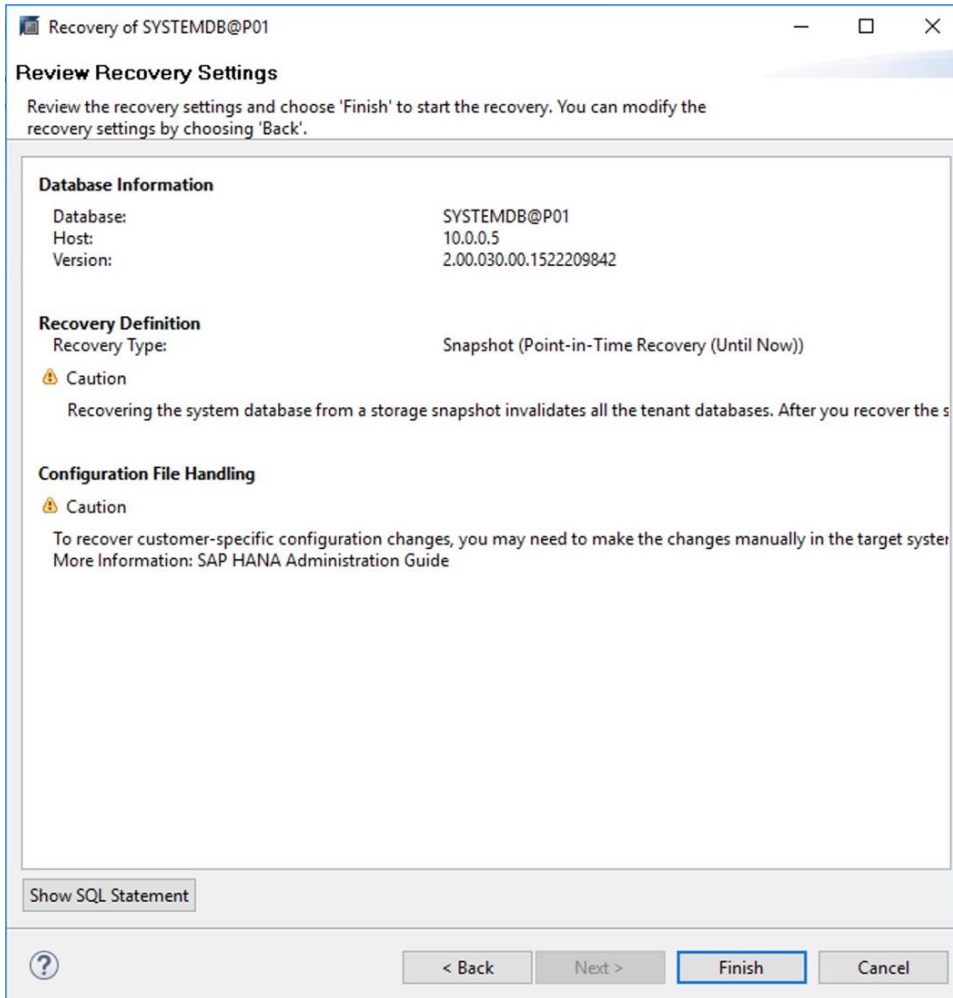 Recovery of SYSTEMDB@P01
Review Recovery Settings
Review the recovery settings and choose 'Finish' to start the recovery. You can modify the
recovery settings by choosing 'Back'.
Database Information
Database: SYSTEMDB@P01
Host: 10.0.0.5
Version: 2.00.030.00.1522209842
Recovery Definition
Recovery Type: Snapshot (Point-in-Time Recovery (Until Now))
Caution
Recovering the system database from a storage snapshot invalidates all the tenant databases. After you recover the s
Configuration File Handling
Caution
To recover customer-specific configuration changes, you may need to make the changes manually in the target system
More Information: SAP HANA Administration Guide
Show SQL Statement
< Back Next > Finish Cancel